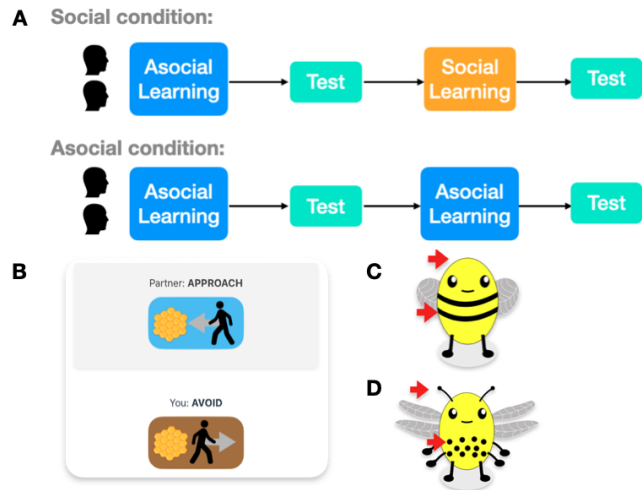 A
Social condition:
Asocial
Learning
Test
Social
Learning
Test
Asocial condition:
Asocial
Learning
Test
Asocial
Learning
Test
B
Partner: APPROACH
You: AVOID
C
D